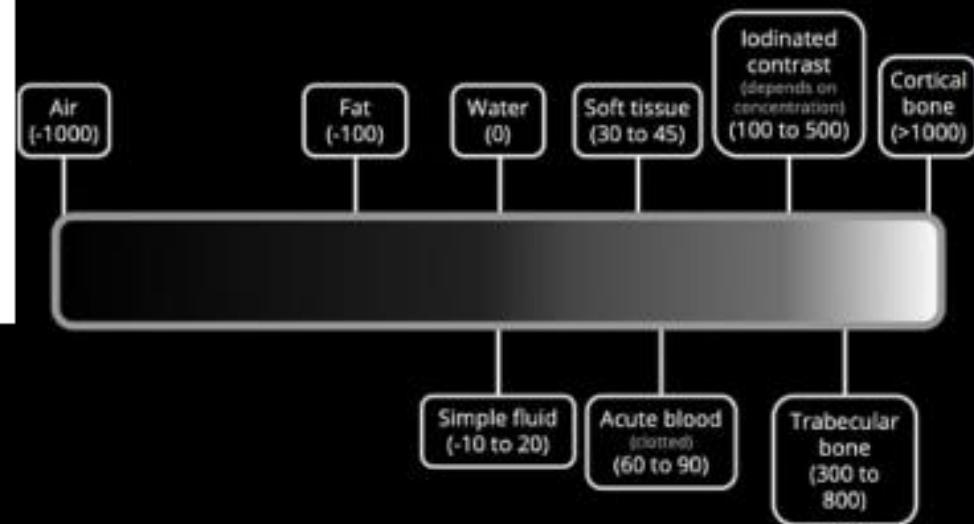 Air
(-1000)
Fat
(-100)
Water
(0)
Soft tissue
(30 to 45)
Iodinated
contrast
(depends on
concentration)
(100 to 500)
Cortical
bone
(>1000)
Simple fluid
(-10 to 20)
Acute blood
(clotted)
(60 to 90)
Trabecular
bone
(300 to
800)